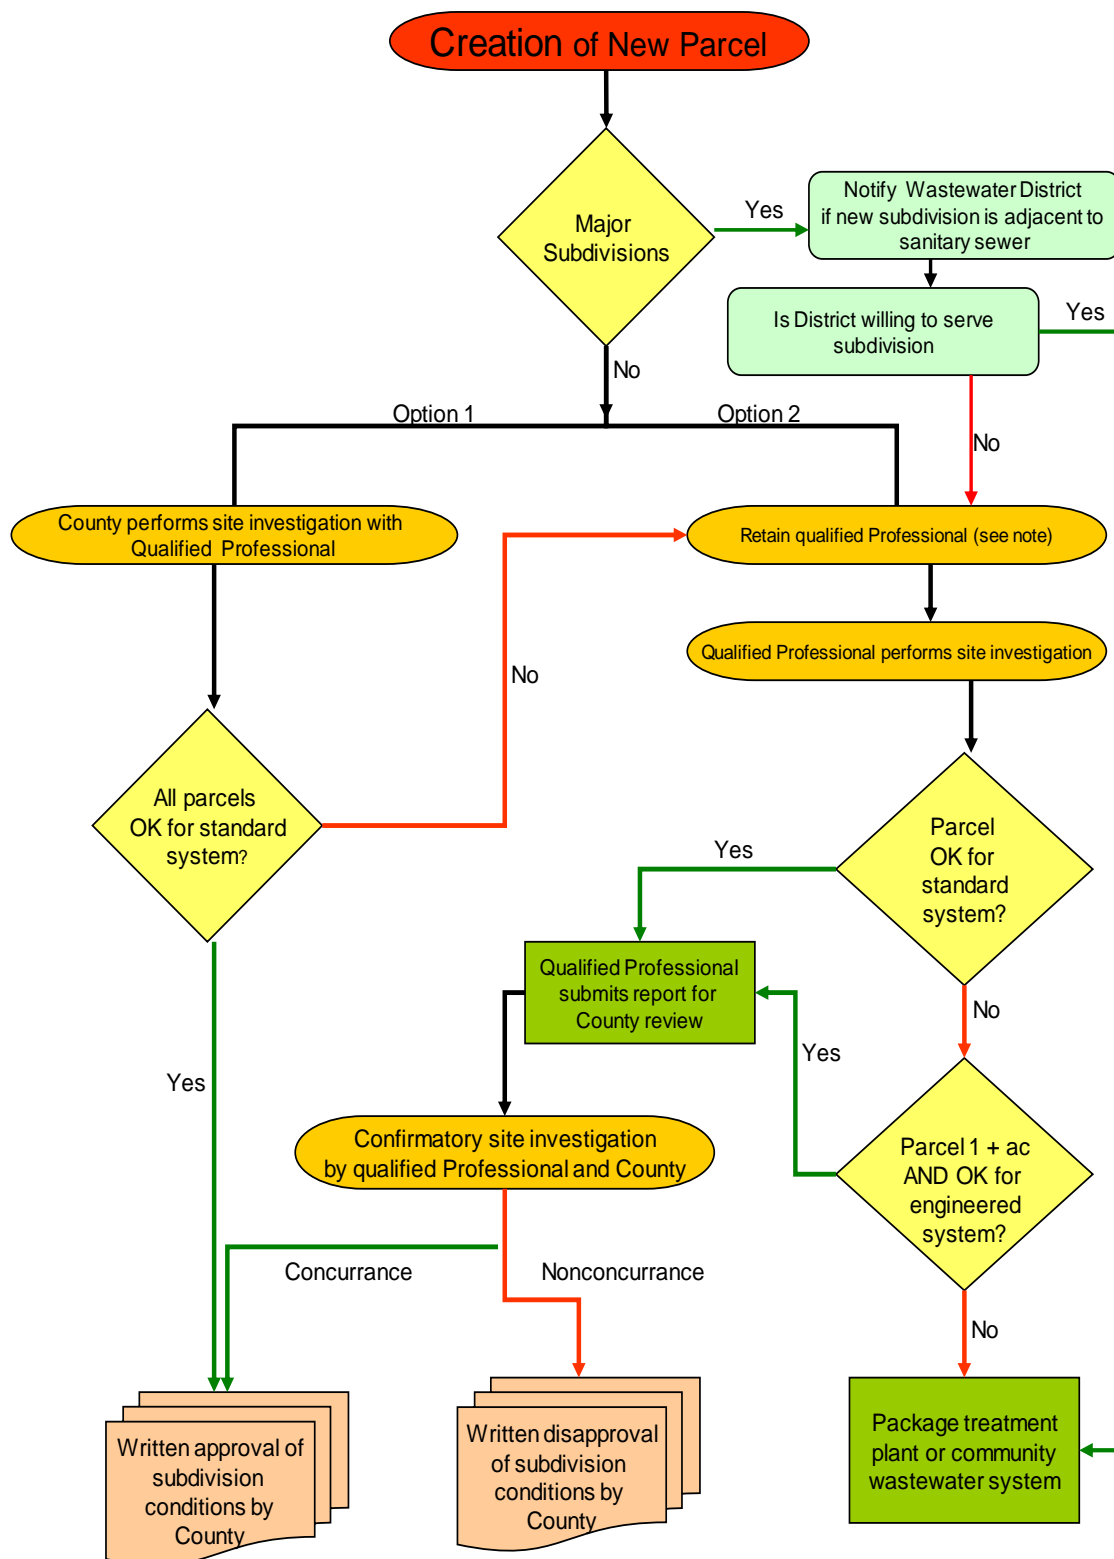 Creation of New Parcel
Major
Subdivisions
Yes
Notify Wastewater District
if new subdivision is adjacent to
sanitary sewer
Is District willing to serve
subdivision
Yes
No
No
Option 1
Option 2
County performs site investigation with
Qualified Professional
Retain qualified Professional (see note)
Qualified Professional performs site investigation
No
All parcels
OK for standard
system?
Parcel
OK for
standard
system?
Yes
Qualified Professional
submits report for
County review
No
Yes
Yes
Confirmatory site investigation
by qualified Professional and County
Parcel 1 + ac
AND OK for
engineered
system?
Concurrance
Nonconcurrance
No
Written approval of
subdivision
conditions by
County
Written disapproval
of subdivision
conditions by
County
Package treatment
plant or community
wastewater system